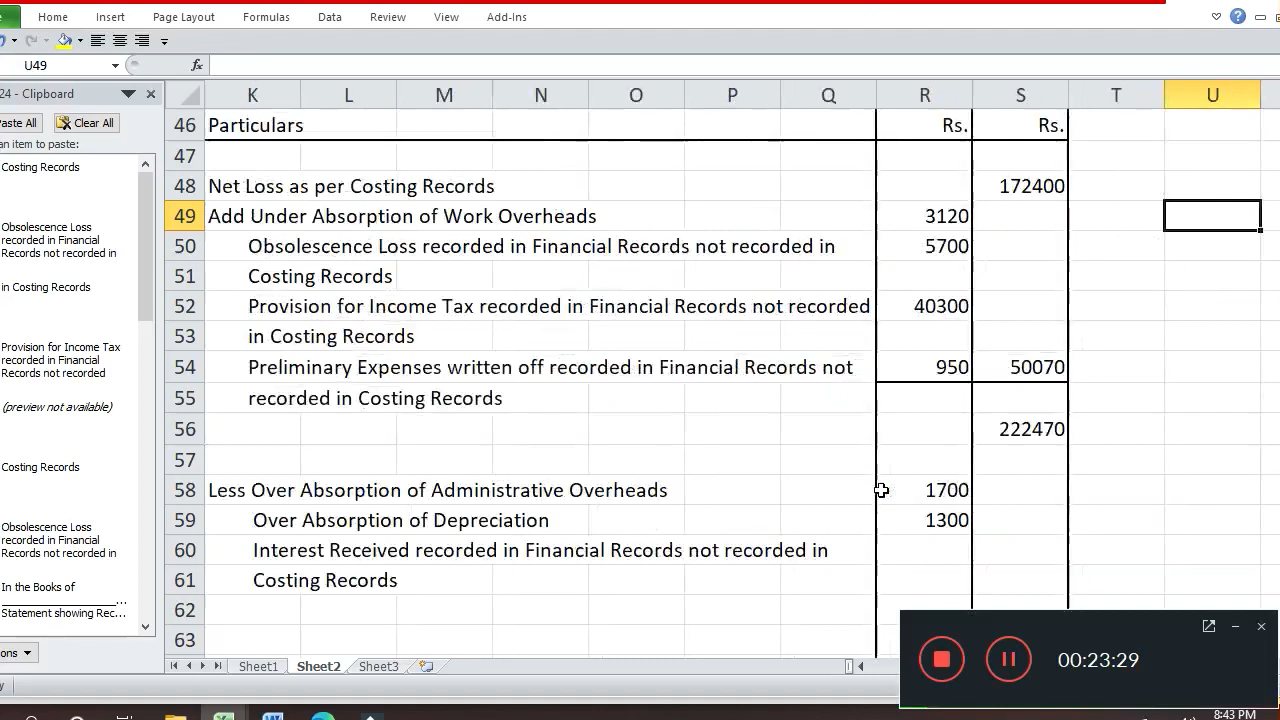 Home Insert Page Layout Formulas Data Review View Add-Ins
U49 fx
24 - Clipboard
K L M N O P Q R S T U
Paste All Clear All
an item to paste:
46 Particulars Rs. Rs.
47
48 Net Loss as per Costing Records 172400
49 Add Under Absorption of Work Overheads 3120
50 Obsolescence Loss recorded in Financial Records not recorded in 5700
51 Costing Records
52 Provision for Income Tax recorded in Financial Records not recorded 40300
53 in Costing Records
54 Preliminary Expenses written off recorded in Financial Records not 950 50070
55 recorded in Costing Records
56 222470
57
58 Less Over Absorption of Administrative Overheads 1700
59 Over Absorption of Depreciation 1300
60 Interest Received recorded in Financial Records not recorded in
61 Costing Records
62
63
Costing Records
Obsolescence Loss
recorded in Financial
Records not recorded in
in Costing Records
Provision for Income Tax
recorded in Financial
Records not recorded
(preview not available)
Costing Records
Obsolescence Loss
recorded in Financial
Records not recorded in
In the Books of
Statement showing Rec...
ons
Sheet1 Sheet2 Sheet3
00:23:29
8:43 PM